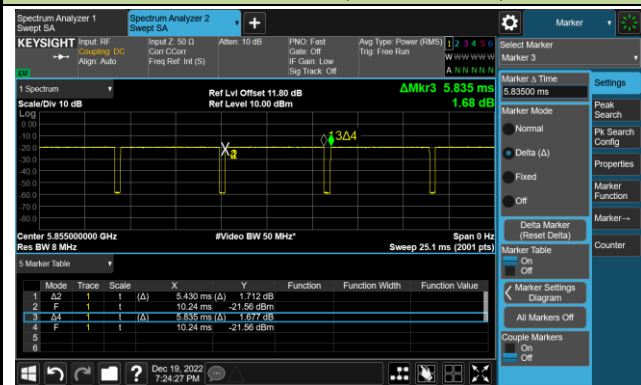 Spectrum Analyzer 1
Swept SA
Spectrum Analyzer 2
Swept SA
Marker
KEYSIGHT
Input: RF
Coupling: DC
Align: Auto
Input Z: 50 Ω
Corr CCorr
Freq Ref: Int (S)
Atten: 10 dB
PNO: Fast
Gate: Off
IF Gain: Low
Sig Track: Off
Avg Type: Power (RMS)
Trig: Free Run
1 2 3 4 5 6
W W W W W W
A N N N N N
LXI
Select Marker
Marker 3
Marker Δ Time
5.83500 ms
Settings
Marker Mode
Normal
Delta (Δ)
Fixed
Off
Delta Marker
(Reset Delta)
Marker Table
On
Off
Marker Settings
Diagram
All Markers Off
Couple Markers
On
Off
Peak
Search
Pk Search
Config
Properties
Marker
Function
Marker→
Counter
1 Spectrum
Scale/Div 10 dB
Log
Ref Lvl Offset 11.80 dB
Ref Level 10.00 dBm
ΔMkr3 5.835 ms
1.68 dB
0.00
-10.0
-20.0
-30.0
-40.0
-50.0
-60.0
-70.0
-80.0
3Δ4
Center 5.855000000 GHz
Res BW 8 MHz
#Video BW 50 MHz*
Span 0 Hz
Sweep 25.1 ms (2001 pts)
5 Marker Table
Mode Trace Scale X Y Function Function Width Function Value
1 Δ2 1 t (Δ) 5.430 ms (Δ) 1.712 dB
2 F 1 t 10.24 ms -21.56 dBm
3 Δ4 1 t (Δ) 5.835 ms (Δ) 1.677 dB
4 F 1 t 10.24 ms -21.56 dBm
5
6
?
Dec 19, 2022
7:24:27 PM